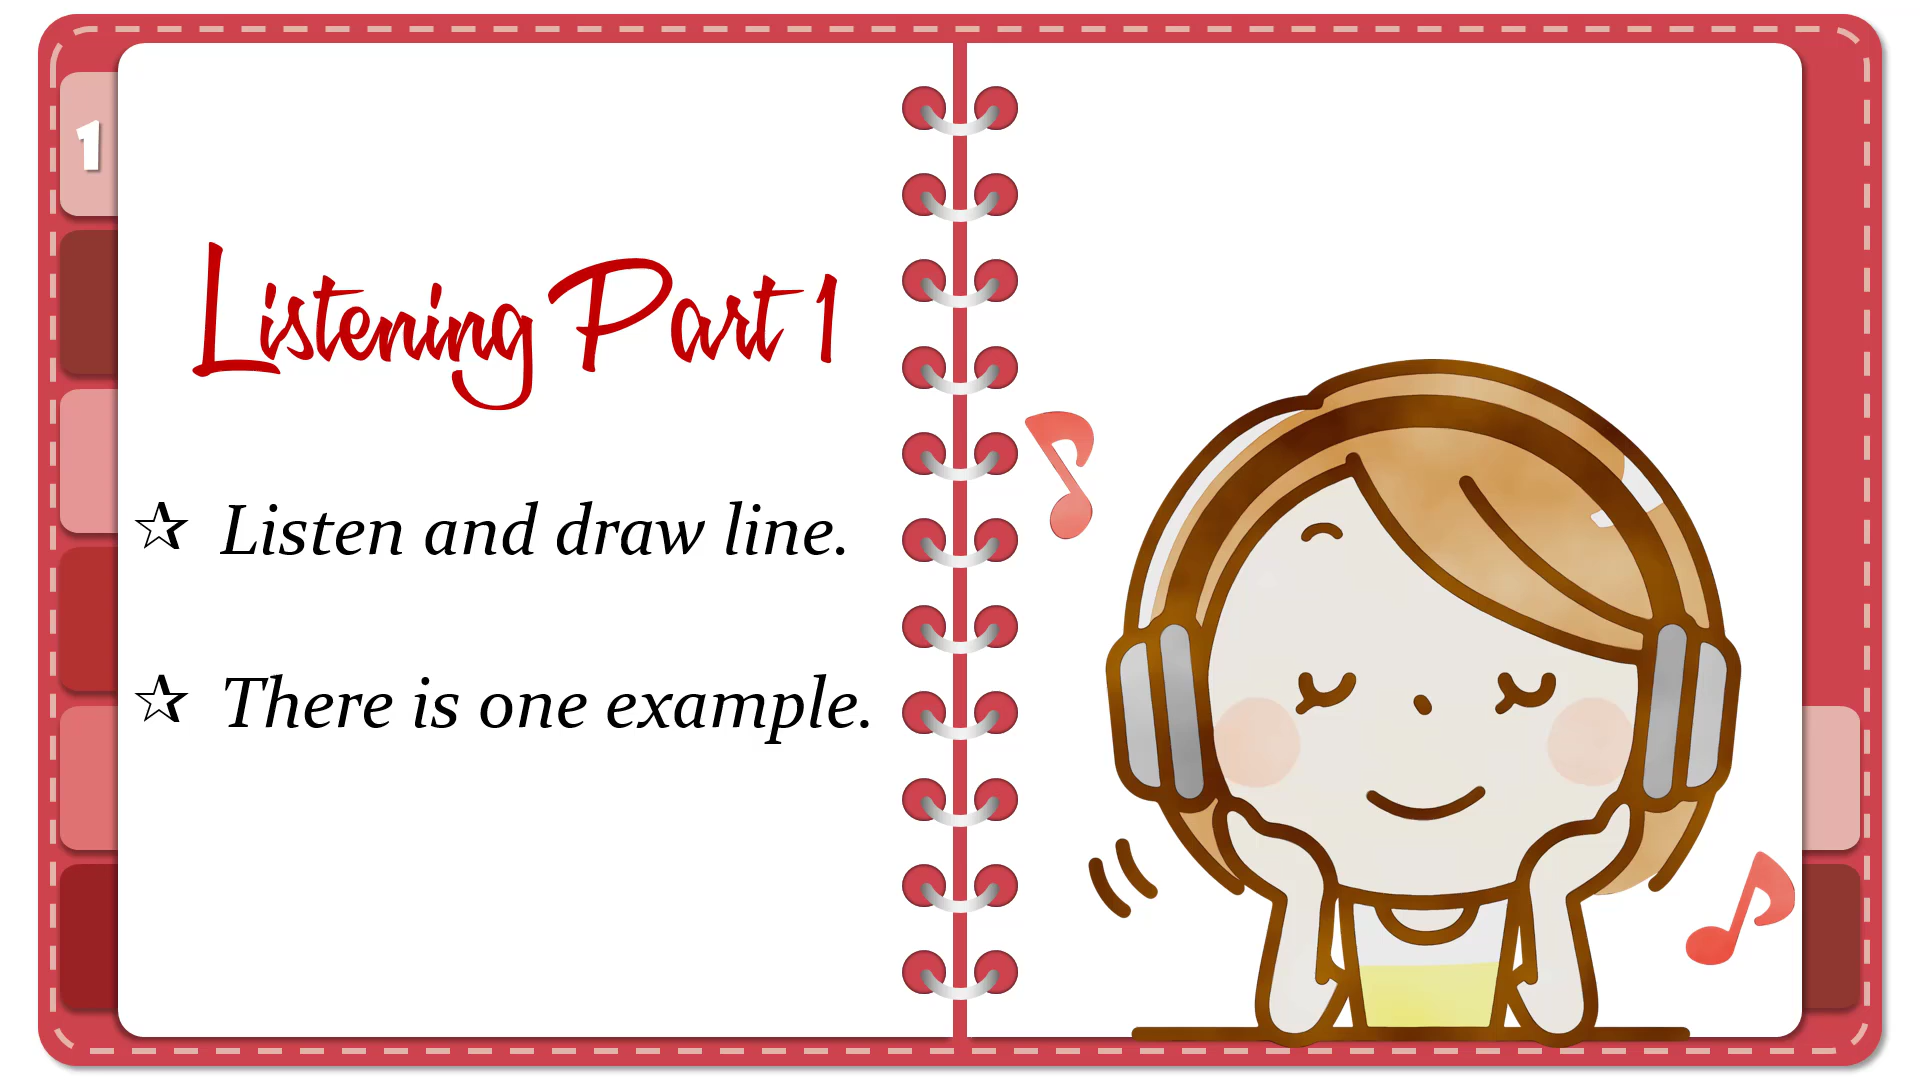 1
Listening Part 1
☆ Listen and draw line.
☆ There is one example.